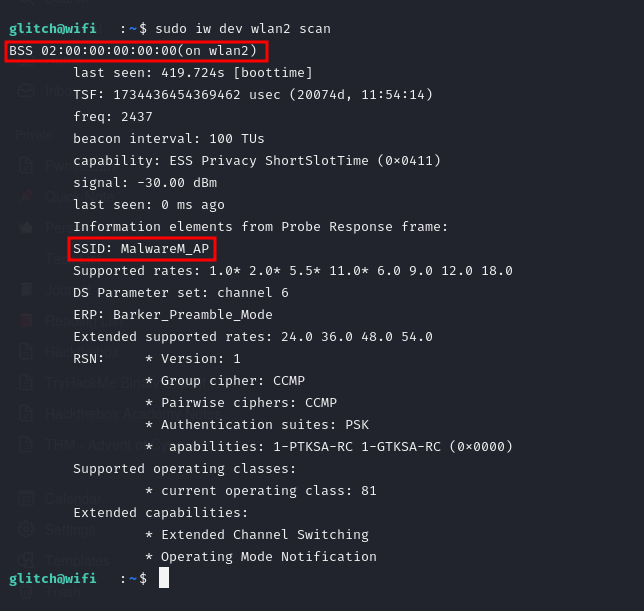 glitch@wifi :~$ sudo iw dev wlan2 scan
BSS 02:00:00:00:00:00(on wlan2)
last seen: 419.724s [boottime]
TSF: 1734436454369462 usec (20074d, 11:54:14)
freq: 2437
beacon interval: 100 TUs
capability: ESS Privacy ShortSlotTime (0×0411)
signal: -30.00 dBm
last seen: 0 ms ago
Information elements from Probe Response frame:
SSID: MalwareM_AP
Supported rates: 1.0* 2.0* 5.5* 11.0* 6.0 9.0 12.0 18.0
DS Parameter set: channel 6
ERP: Barker_Preamble_Mode
Extended supported rates: 24.0 36.0 48.0 54.0
RSN: * Version: 1
* Group cipher: CCMP
* Pairwise ciphers: CCMP
* Authentication suites: PSK
* apabilities: 1-PTKSA-RC 1-GTKSA-RC (0×0000)
Supported operating classes:
* current operating class: 81
Extended capabilities:
* Extended Channel Switching
* Operating Mode Notification
glitch@wifi :~$